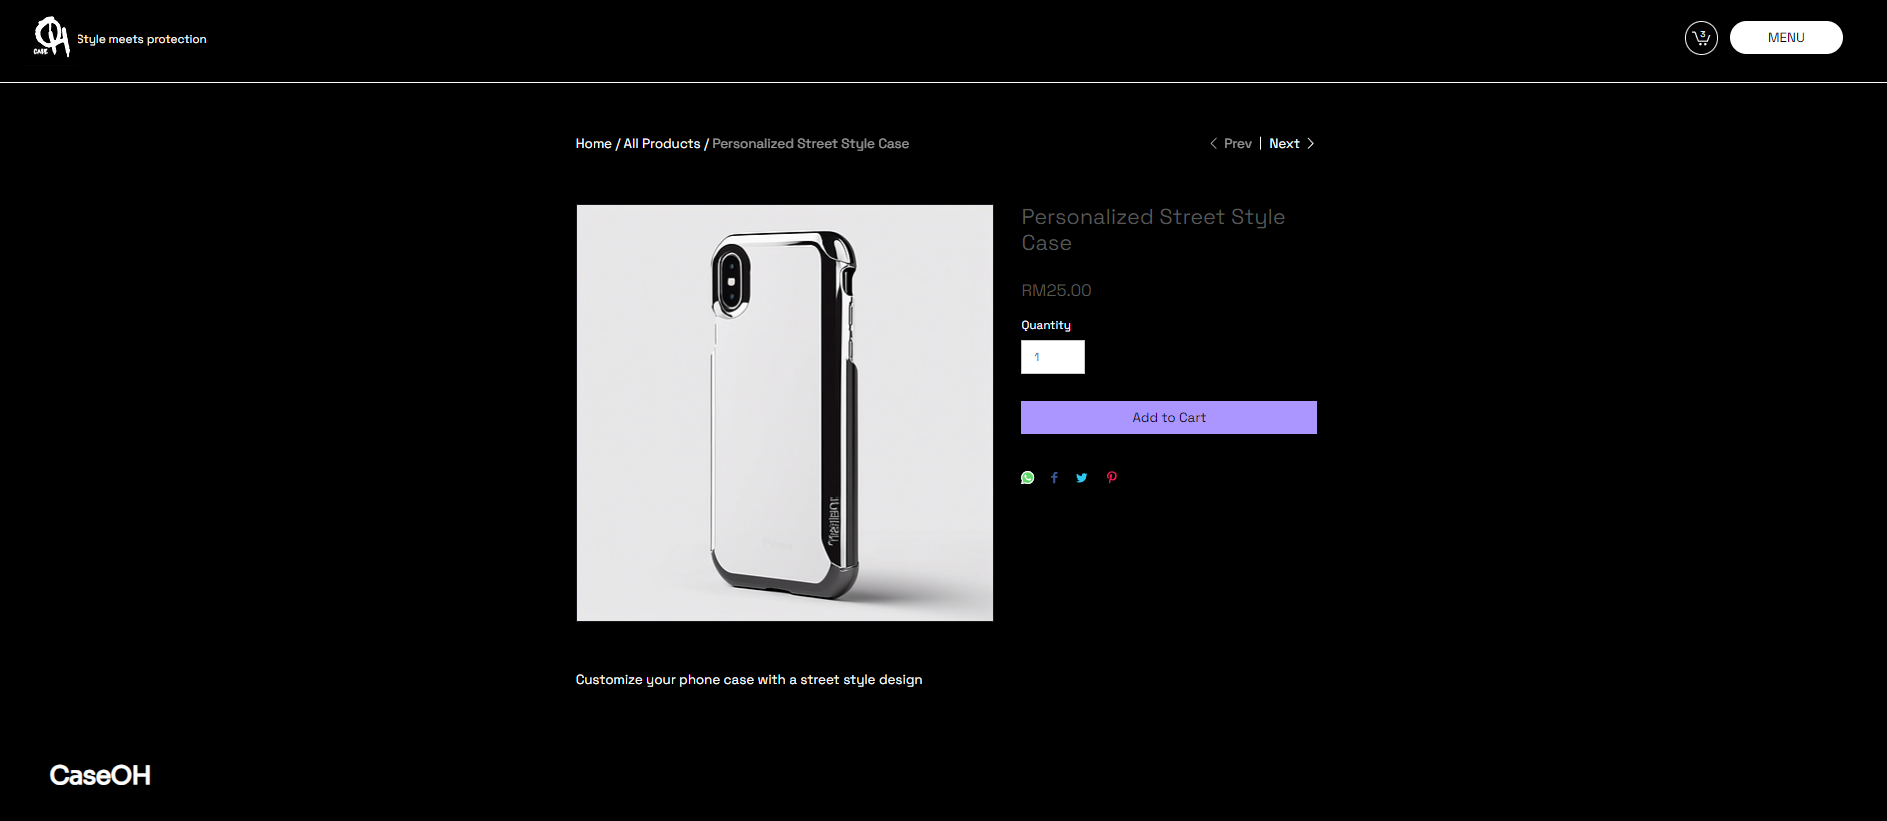 CASE
OH
Style meets protection
3
MENU
Home / All Products / Personalized Street Style Case
Prev | Next
Personalized Street Style
Case
RM25.00
Quantity
1
Add to Cart
Customize your phone case with a street style design
CaseOH